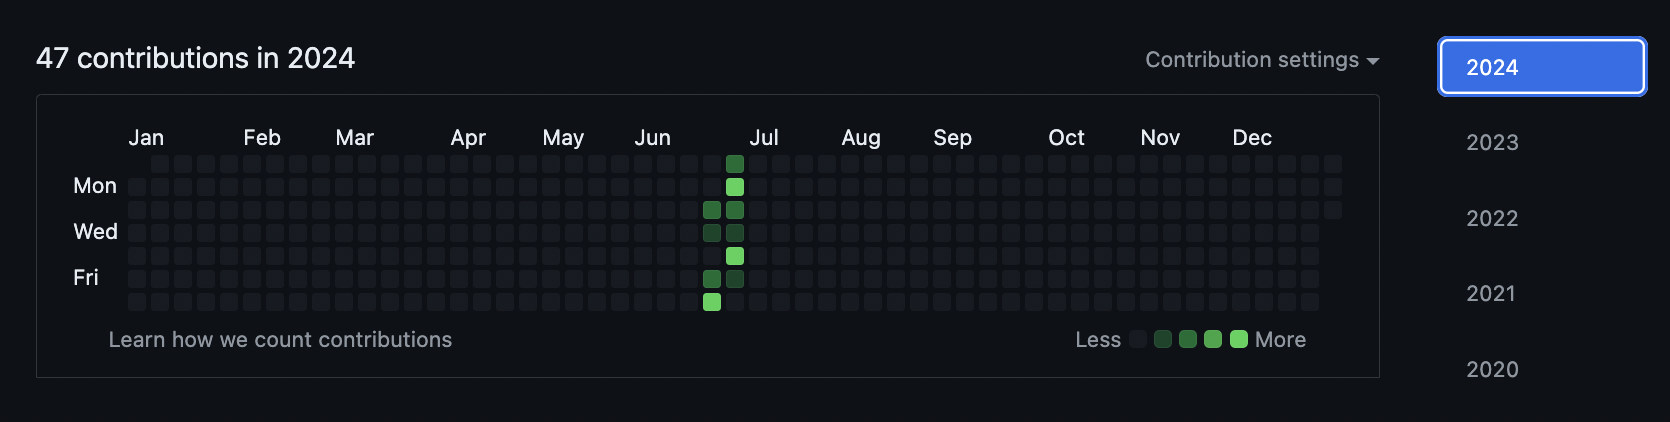 47 contributions in 2024
Contribution settings
2024
2023
2022
2021
2020
Jan Feb Mar Apr May Jun Jul Aug Sep Oct Nov Dec
Mon
Wed
Fri
Learn how we count contributions
Less More